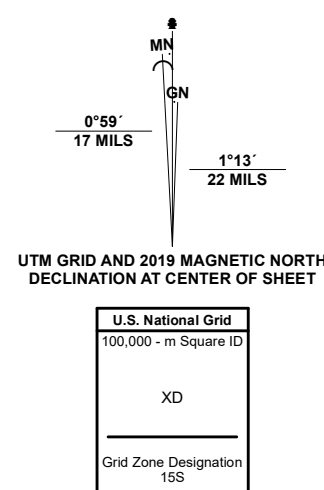 MN
GN
0°59´
17 MILS
1°13´
22 MILS
UTM GRID AND 2019 MAGNETIC NORTH
DECLINATION AT CENTER OF SHEET
U.S. National Grid
100,000 - m Square ID
XD
Grid Zone Designation
15S